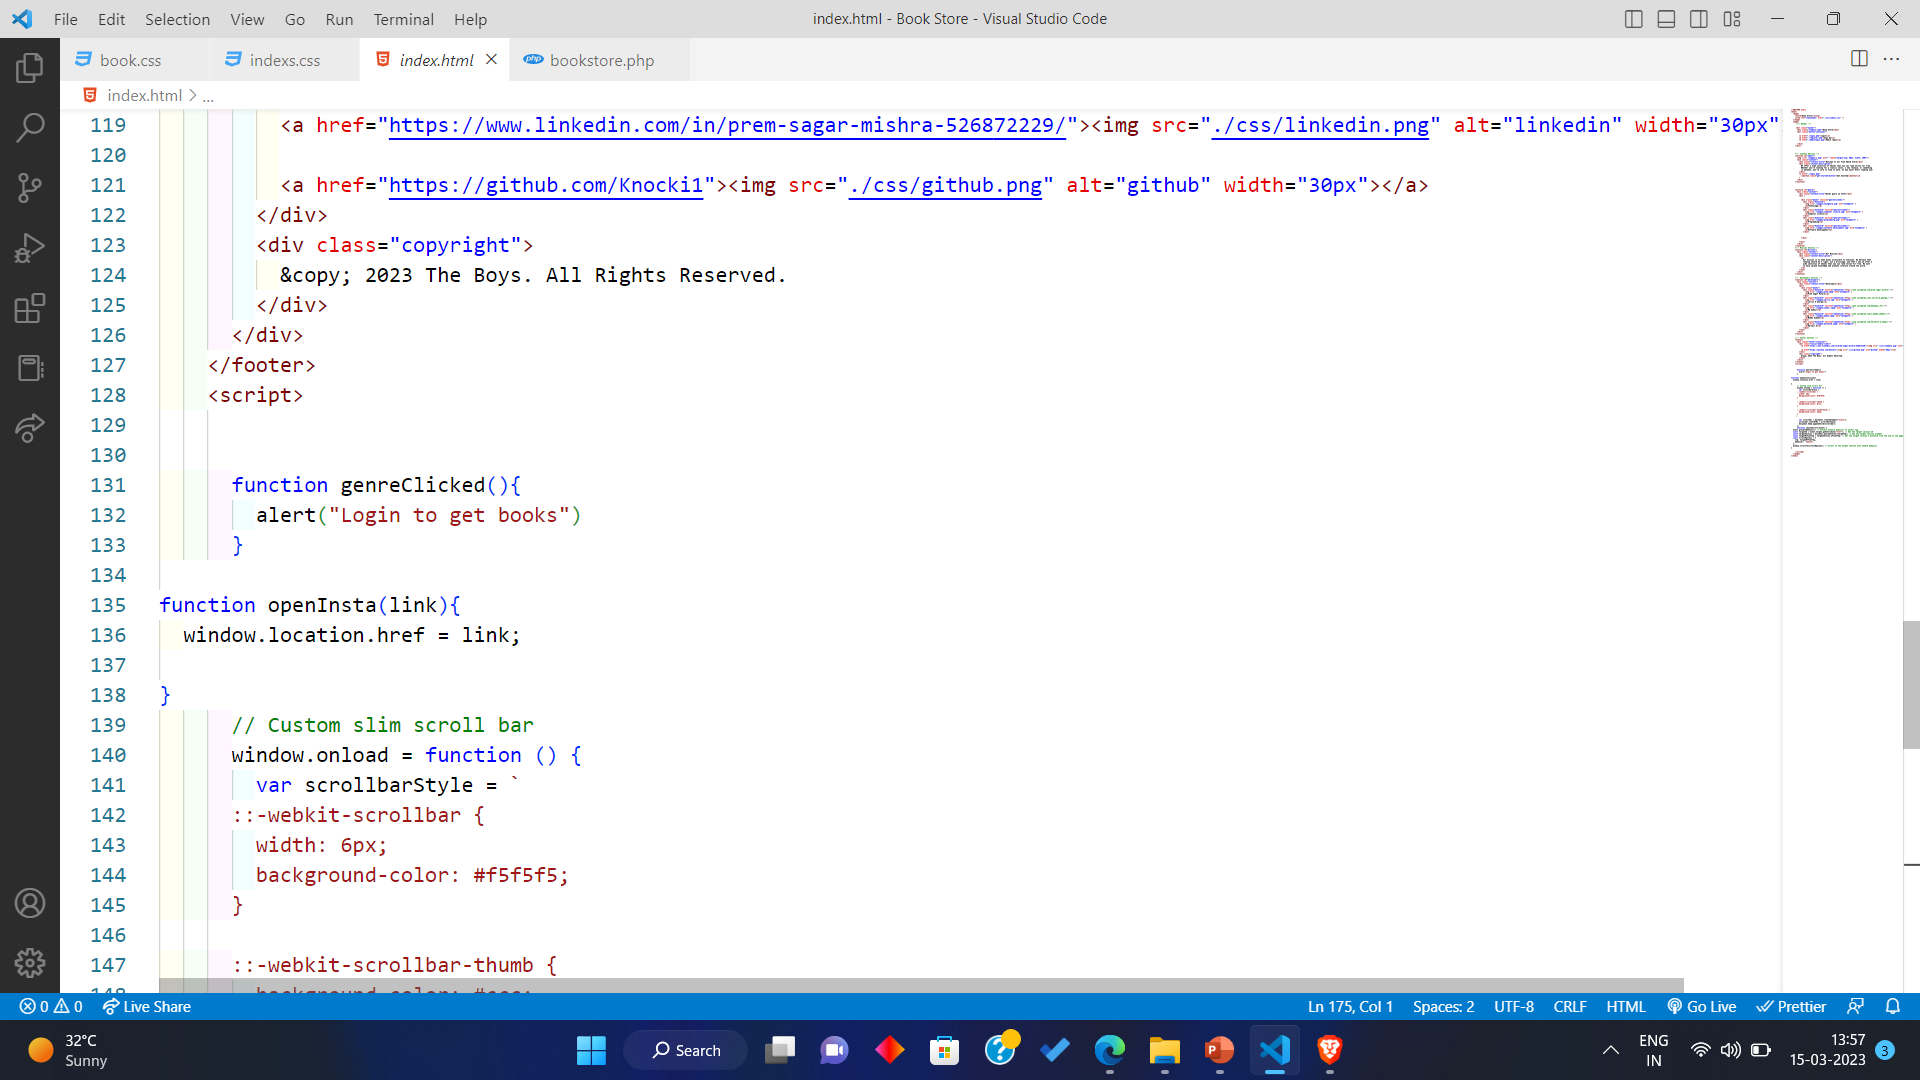 File Edit Selection View Go Run Terminal Help
index.html - Book Store - Visual Studio Code
book.css
indexs.css
index.html
php bookstore.php
index.html > ...
119 <a href="https://www.linkedin.com/in/prem-sagar-mishra-526872229/"><img src="./css/linkedin.png" alt="linkedin" width="30px"
120
121 <a href="https://github.com/Knocki1"><img src="./css/github.png" alt="github" width="30px"></a>
122 </div>
123 <div class="copyright">
124 &copy; 2023 The Boys. All Rights Reserved.
125 </div>
126 </div>
127 </footer>
128 <script>
129
130
131 function genreClicked(){
132 alert("Login to get books")
133 }
134
135 function openInsta(link){
136 window.location.href = link;
137
138 }
139 // Custom slim scroll bar
140 window.onload = function () {
141 var scrollbarStyle = `
142 ::-webkit-scrollbar {
143 width: 6px;
144 background-color: #f5f5f5;
145 }
146
147 ::-webkit-scrollbar-thumb {
0 0 Live Share
Ln 175, Col 1 Spaces: 2 UTF-8 CRLF HTML Go Live Prettier
32°C
Sunny
Search
ENG
IN
13:57
15-03-2023
3